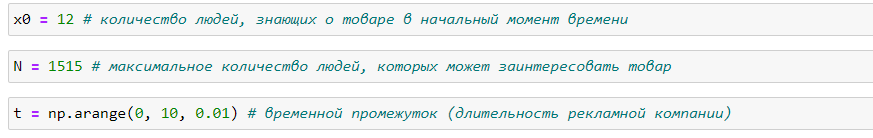 x0 = 12 # количество людей, знающих о товаре в начальный момент времени
N = 1515 # максимальное количество людей, которых может заинтересовать товар
t = np.arange(0, 10, 0.01) # временной промежуток (длительность рекламной компании)